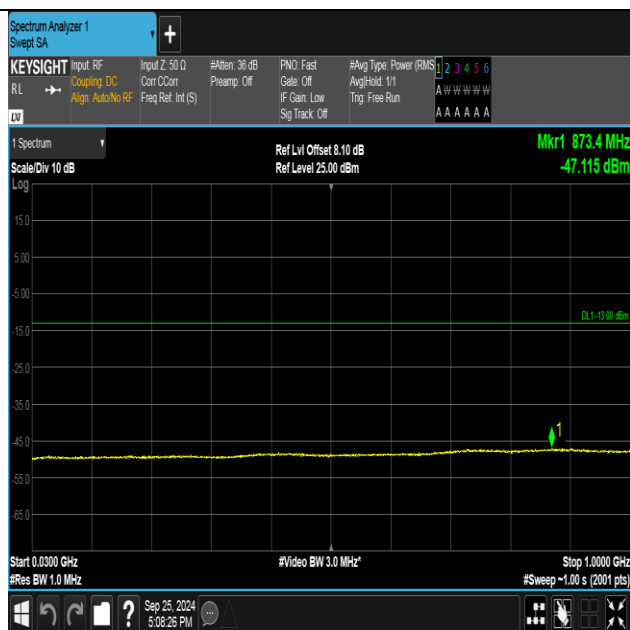 Spectrum Analyzer 1
Swept SA
+
KEYSIGHT
RL
LXI
Input: RF
Coupling: DC
Align: Auto/No RF
Input Z: 50 Ω
Corr CCorr
Freq Ref: Int (S)
#Atten: 36 dB
Preamp: Off
PNO: Fast
Gate: Off
IF Gain: Low
Sig Track: Off
#Avg Type: Power (RMS
Avg|Hold: 1/1
Trig: Free Run
1 2 3 4 5 6
A W W W W W
A A A A A A
1 Spectrum
Scale/Div 10 dB
Ref Lvl Offset 8.10 dB
Ref Level 25.00 dBm
Mkr1 873.4 MHz
-47.115 dBm
Log
15.0
5.00
-5.00
DL1 -13.00 dBm
-15.0
-25.0
-35.0
1
-45.0
-55.0
-65.0
Start 0.0300 GHz
#Res BW 1.0 MHz
#Video BW 3.0 MHz*
Stop 1.0000 GHz
#Sweep ~1.00 s (2001 pts)
?
Sep 25, 2024
5:08:26 PM